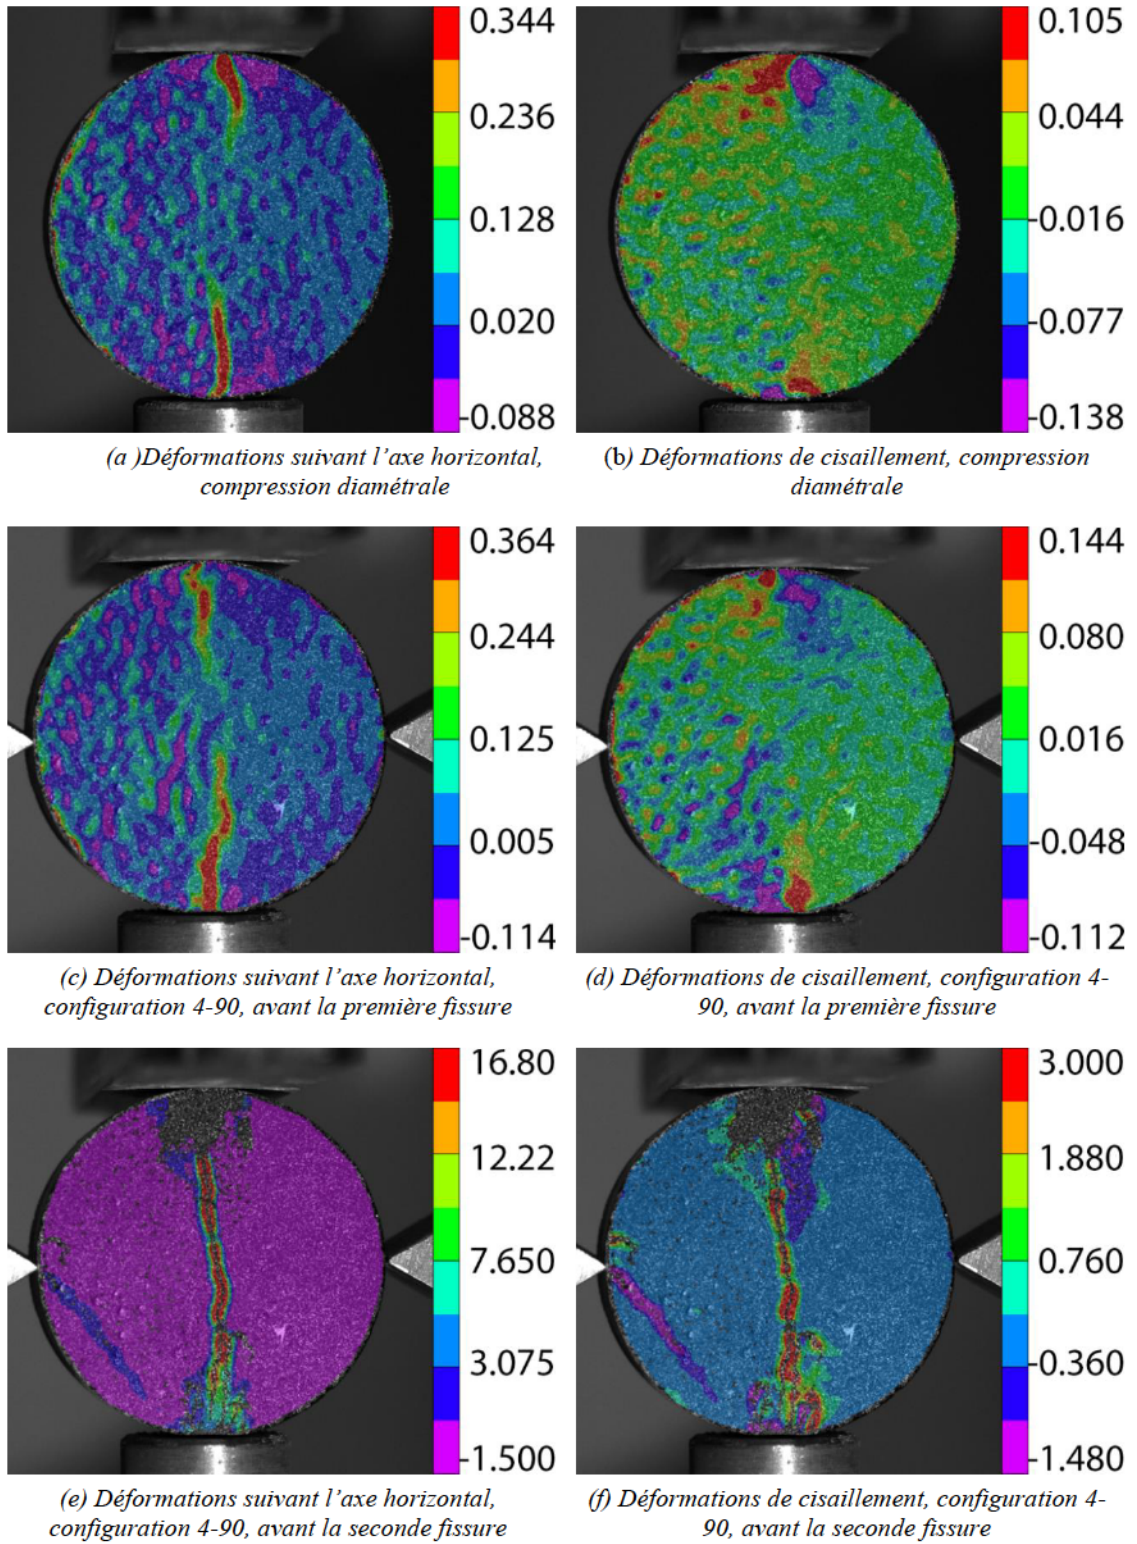 0.344
0.236
0.128
0.020
-0.088
0.105
0.044
-0.016
-0.077
-0.138
(a )Déformations suivant l’axe horizontal,
compression diamétrale
(b) Déformations de cisaillement, compression
diamétrale
0.364
0.244
0.125
0.005
-0.114
0.144
0.080
0.016
-0.048
-0.112
(c) Déformations suivant l’axe horizontal,
configuration 4-90, avant la première fissure
(d) Déformations de cisaillement, configuration 4-
90, avant la première fissure
16.80
12.22
7.650
3.075
-1.500
3.000
1.880
0.760
-0.360
-1.480
(e) Déformations suivant l’axe horizontal,
configuration 4-90, avant la seconde fissure
(f) Déformations de cisaillement, configuration 4-
90, avant la seconde fissure